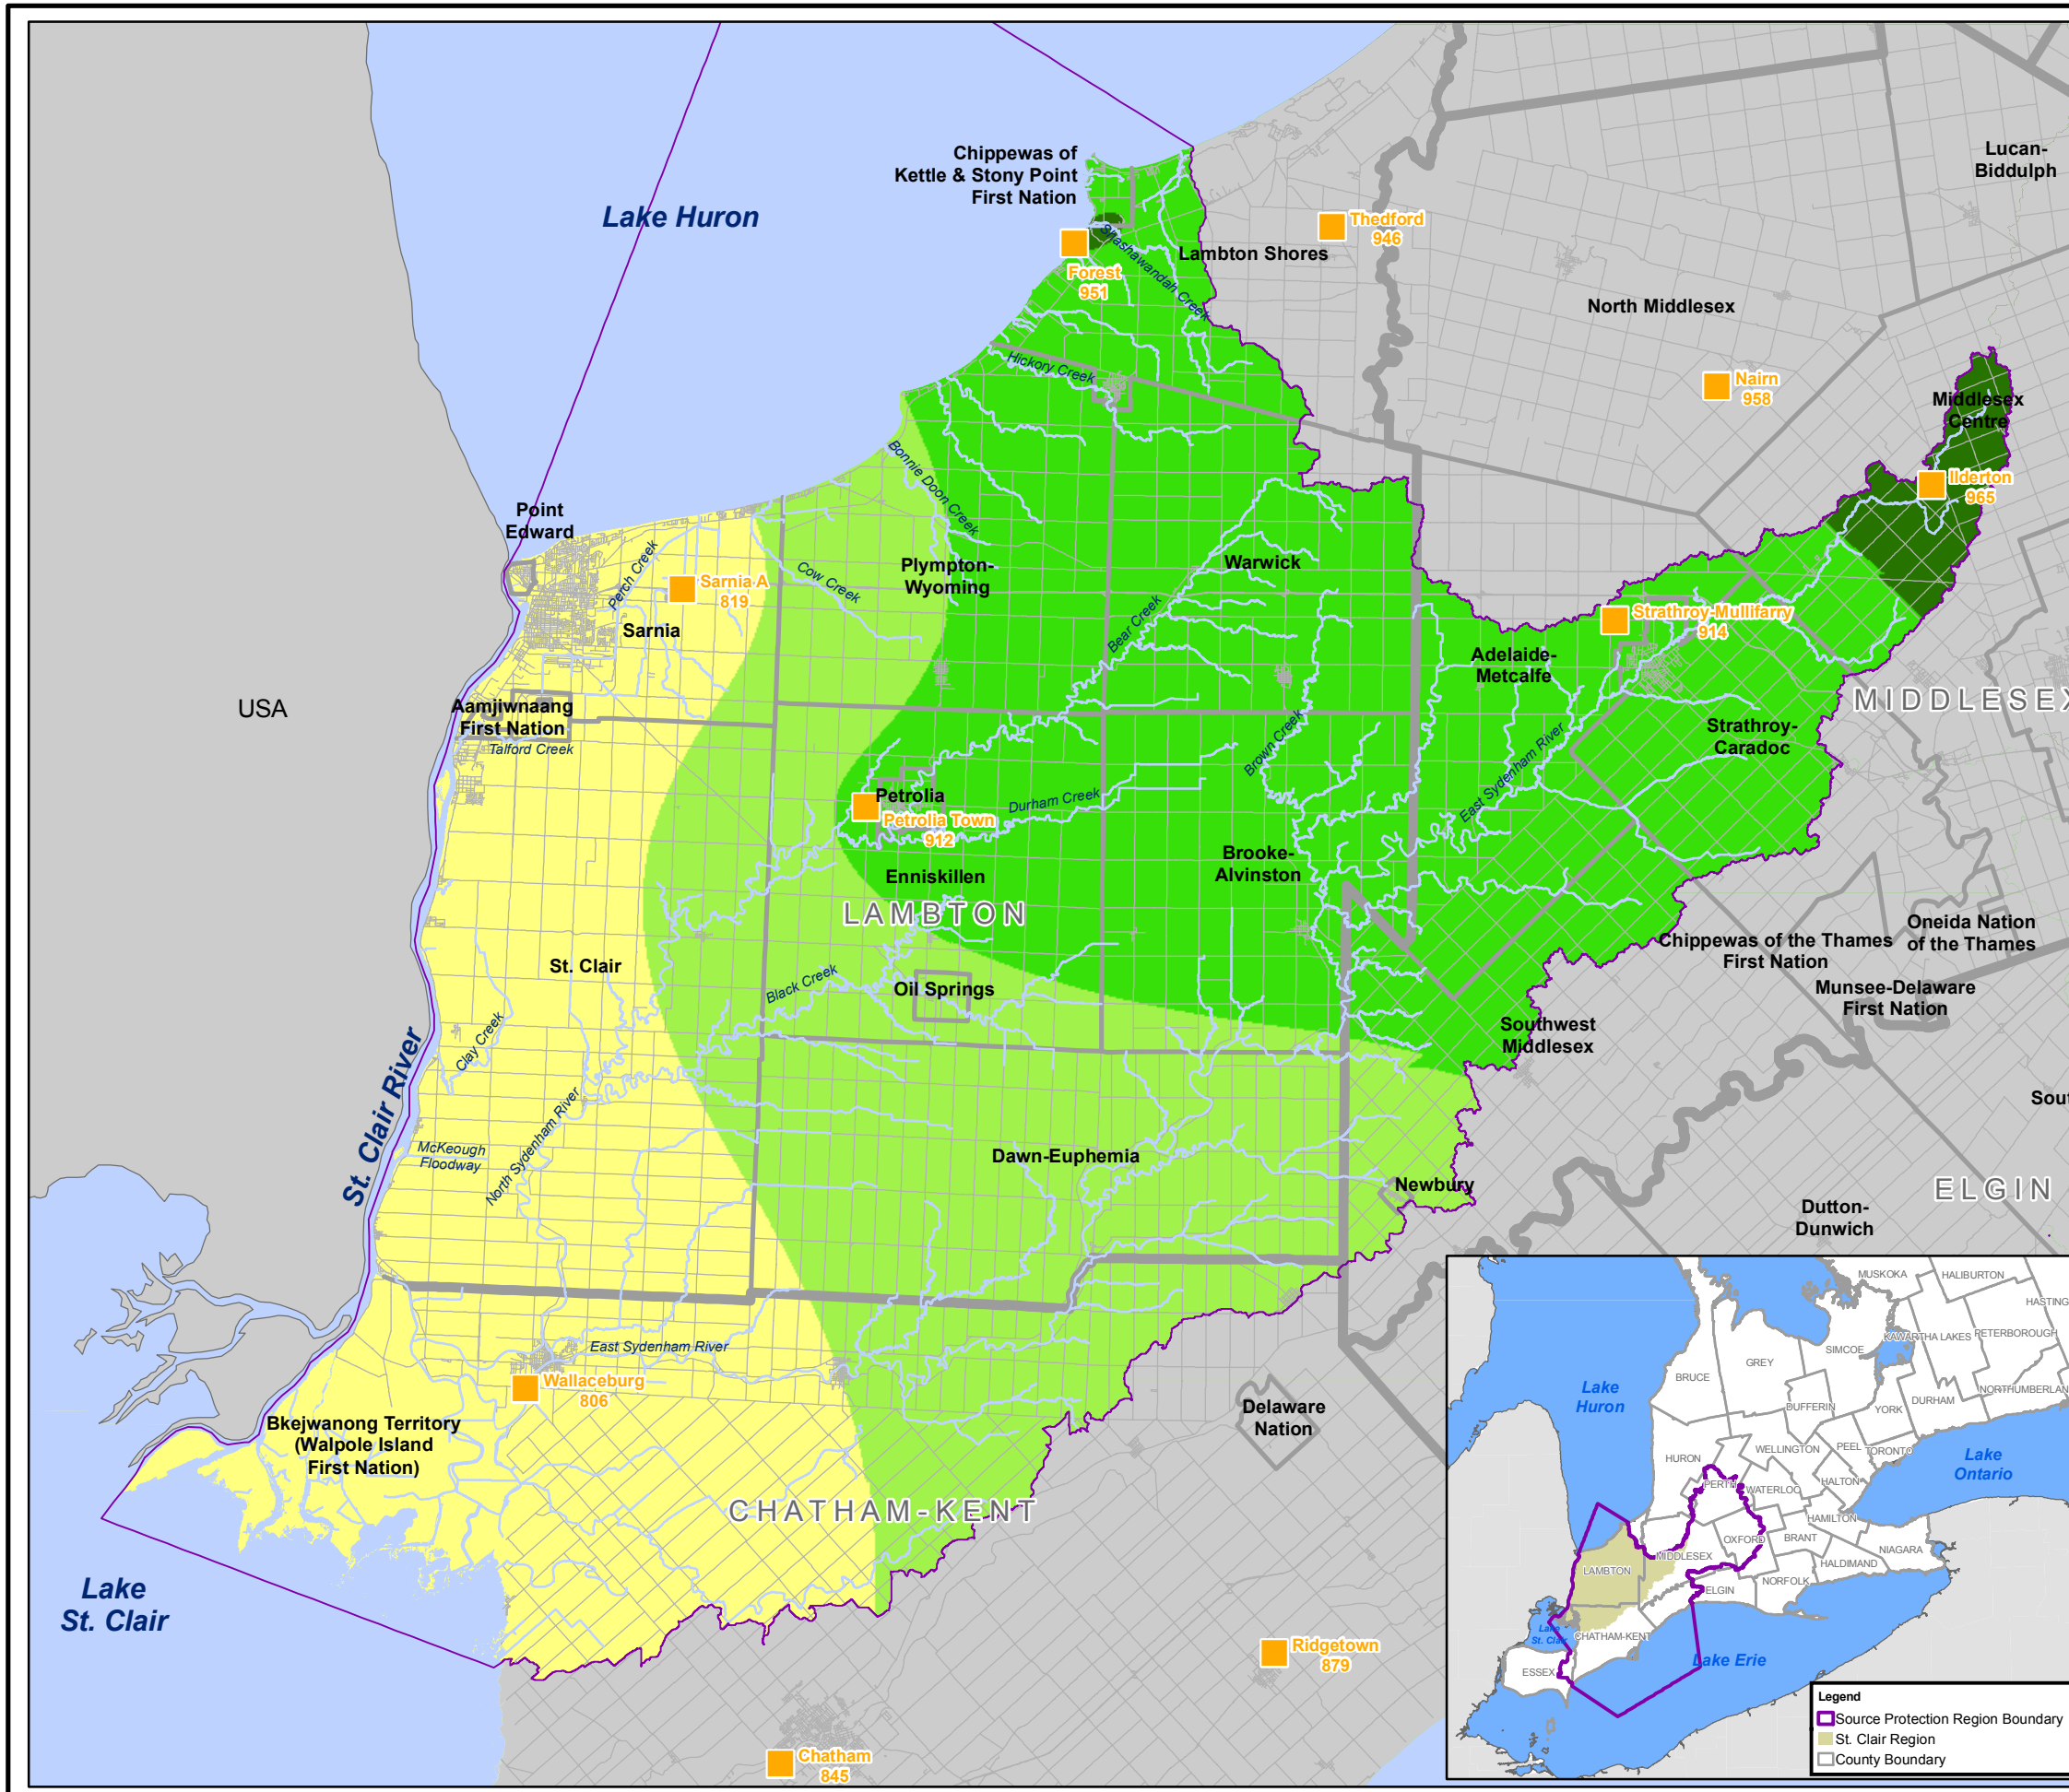 Lucan-
Biddulph
Chippewas of
Kettle & Stony Point
First Nation
Lake Huron
Thedford
946
Lambton Shores
Shashawandah Creek
Forest
951
North Middlesex
Hickory Creek
Nairn
958
Middlesex
Centre
Bonnie Doon Creek
Ilderton
965
Point
Edward
Perch Creek
Sarnia A
819
Cow Creek
Plympton-
Wyoming
Warwick
Bear Creek
Sarnia
Strathroy-Mullifarry
914
Adelaide-
Metcalfe
USA
Aamjiwnaang
First Nation
Talford Creek
MIDDLESEX
Strathroy-
Caradoc
Brown Creek
East Sydenham River
Petrolia
Petrolia Town
912
Durham Creek
Brooke-
Alvinston
Enniskillen
LAMBTON
Oneida Nation
of the Thames
Chippewas of the Thames
First Nation
St. Clair
Black Creek
Oil Springs
Munsee-Delaware
First Nation
Southwest
Middlesex
Clay Creek
St. Clair River
North Sydenham River
McKeough
Floodway
Sout
Dawn-Euphemia
Newbury
ELGIN
Dutton-
Dunwich
East Sydenham River
Wallaceburg
806
Bkejwanong Territory
(Walpole Island
First Nation)
Delaware
Nation
CHATHAM-KENT
Lake
St. Clair
Ridgetown
879
Chatham
845
MUSKOKA
HALIBURTON
HASTING
KAWARTHA LAKES
PETERBOROUGH
SIMCOE
GREY
BRUCE
Lake
Huron
NORTHUMBERLAN
DURHAM
DUFFERIN
YORK
HURON
WELLINGTON
PEEL
TORONTO
Lake
Ontario
PERTH
WATERLOO
HALTON
HAMILTON
OXFORD
BRANT
NIAGARA
MIDDLESEX
HALDIMAND
LAMBTON
NORFOLK
ELGIN
Lake
St. Clair
CHATHAM-KENT
Lake Erie
ESSEX
Legend
Source Protection Region Boundary
St. Clair Region
County Boundary